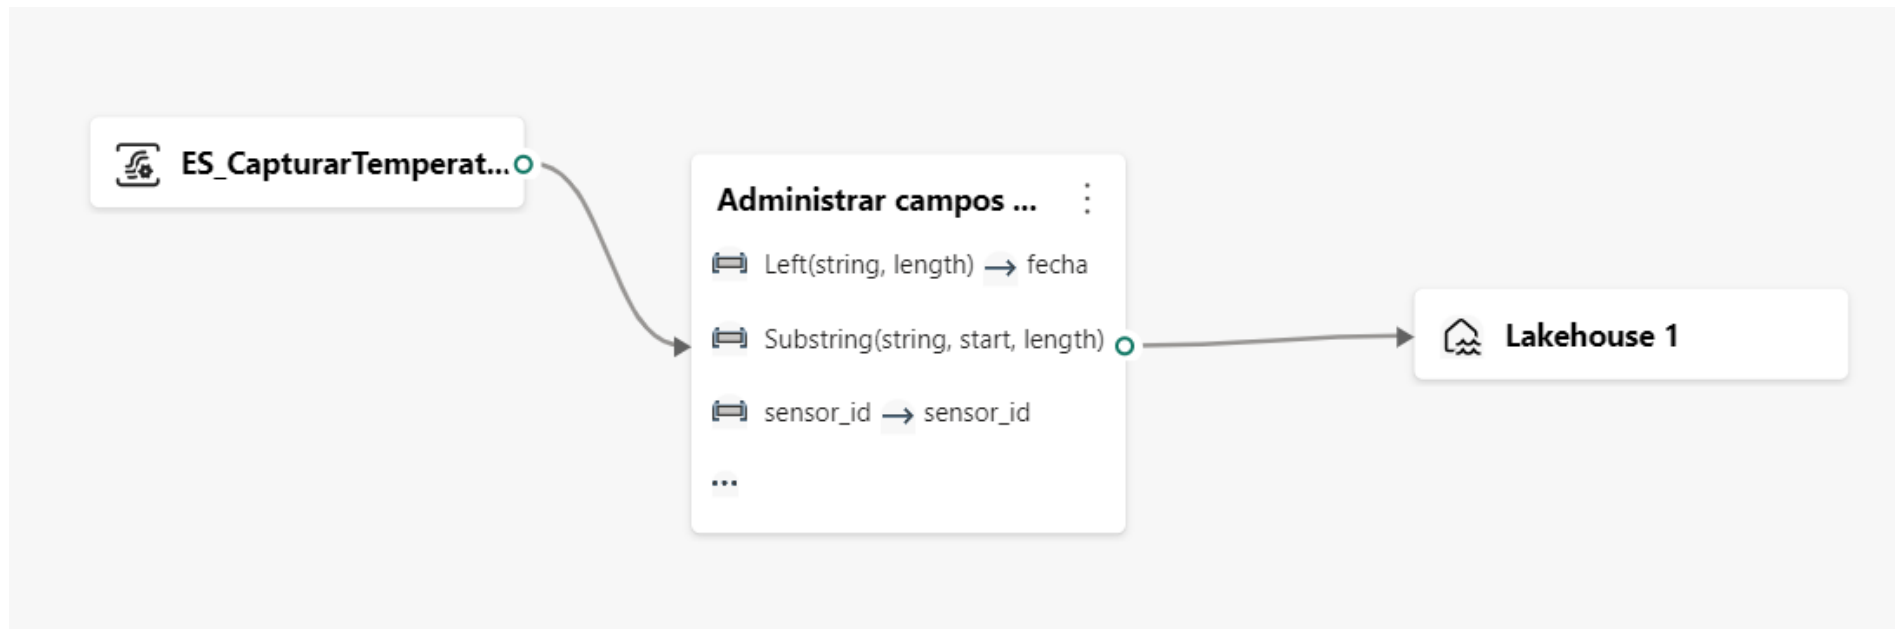 ES_CapturarTemperat...
Administrar campos ...
Left(string, length) → fecha
Substring(string, start, length)
sensor_id → sensor_id
...
Lakehouse 1